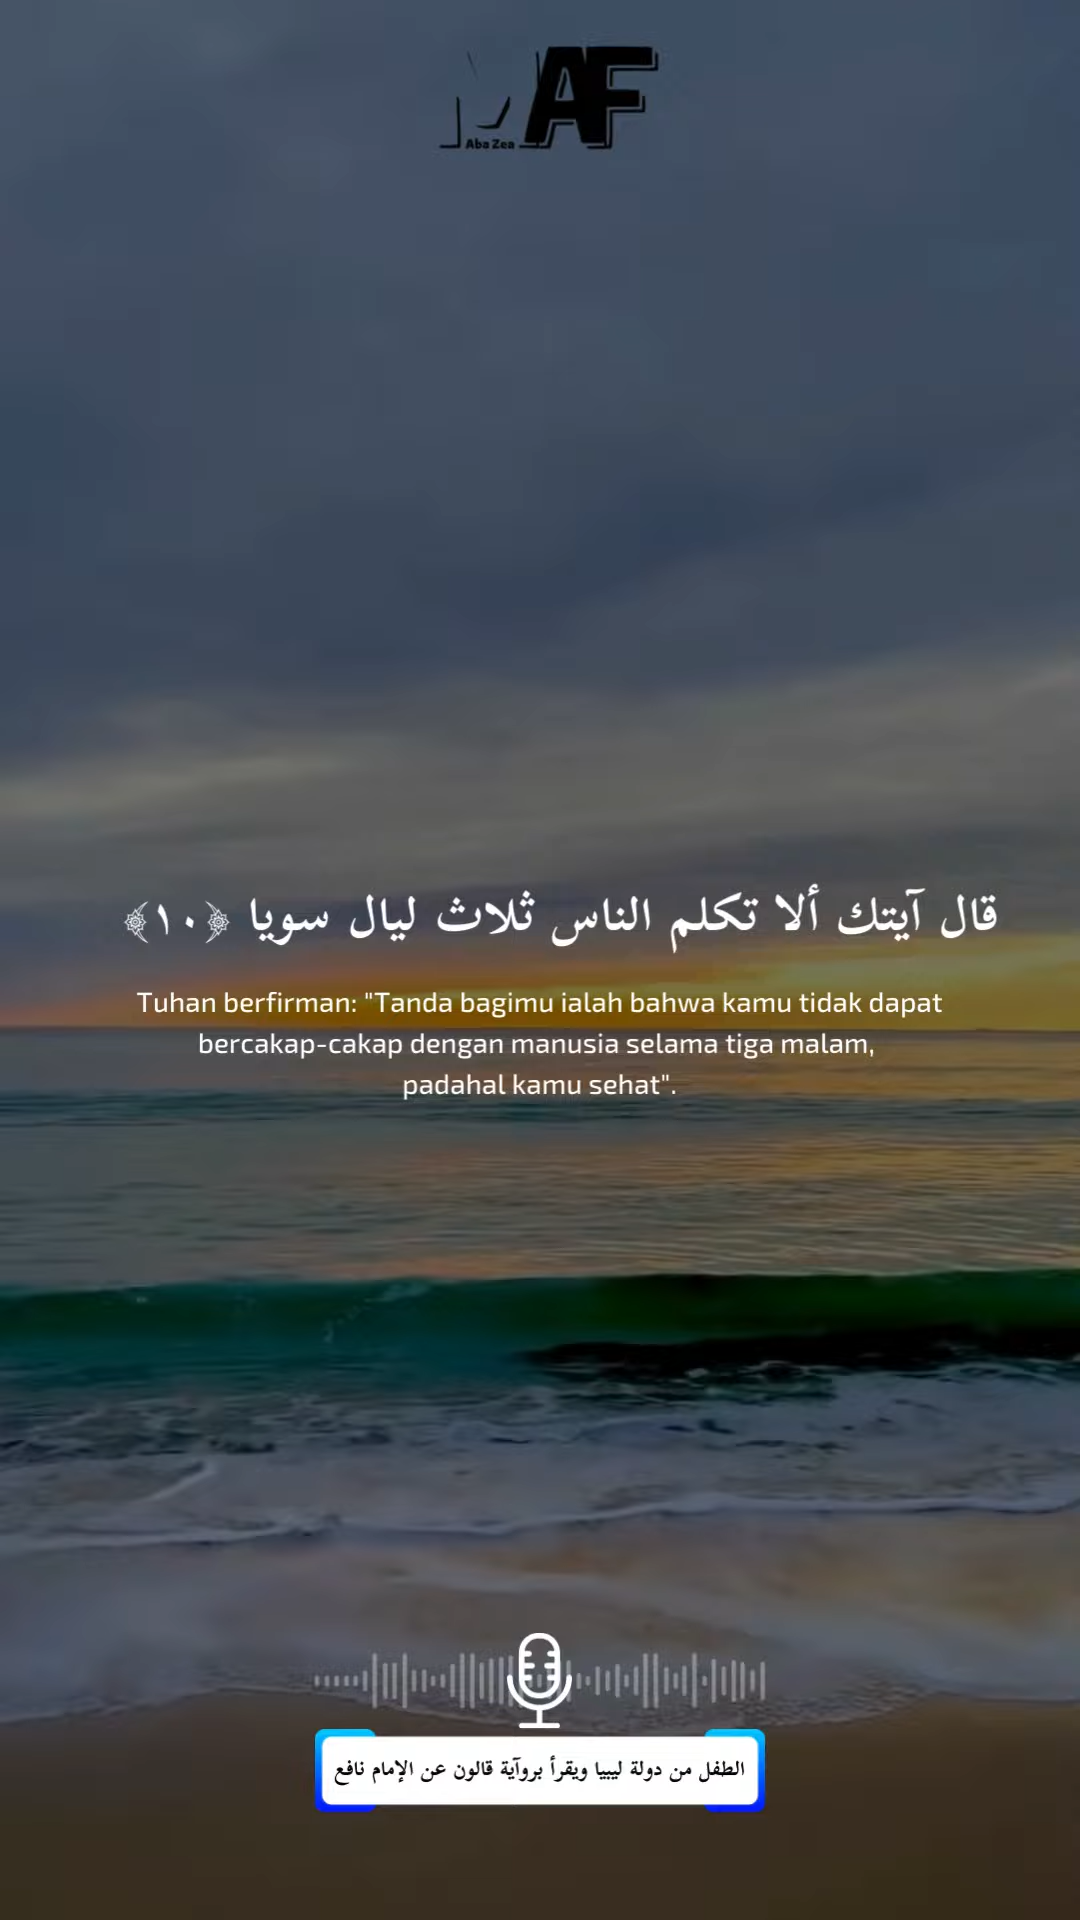 MAF
Aba Zea
قال آيتك ألا تكلم الناس ثلاث ليال سويا ﴿١٠﴾
Tuhan berfirman: "Tanda bagimu ialah bahwa kamu tidak dapat
bercakap-cakap dengan manusia selama tiga malam,
padahal kamu sehat".
الطفل من دولة ليبيا ويقرأ بروآية قالون عن الإمام نافع